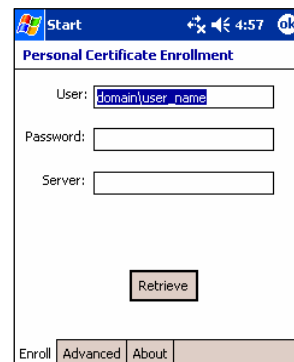 Start 4:57 ok
Personal Certificate Enrollment
User: domain\user_name
Password:
Server:
Retrieve
Enroll Advanced About